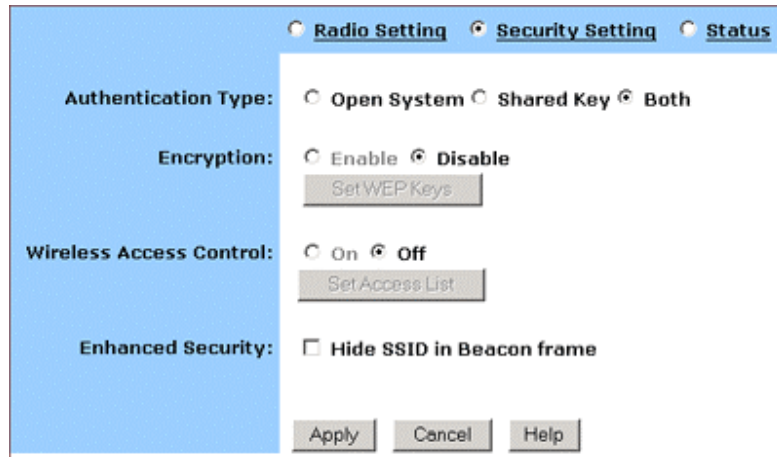 Radio Setting Security Setting Status
Authentication Type: Open System Shared Key Both
Encryption: Enable Disable
Set WEP Keys
Wireless Access Control: On Off
Set Access List
Enhanced Security: Hide SSID in Beacon frame
Apply Cancel Help